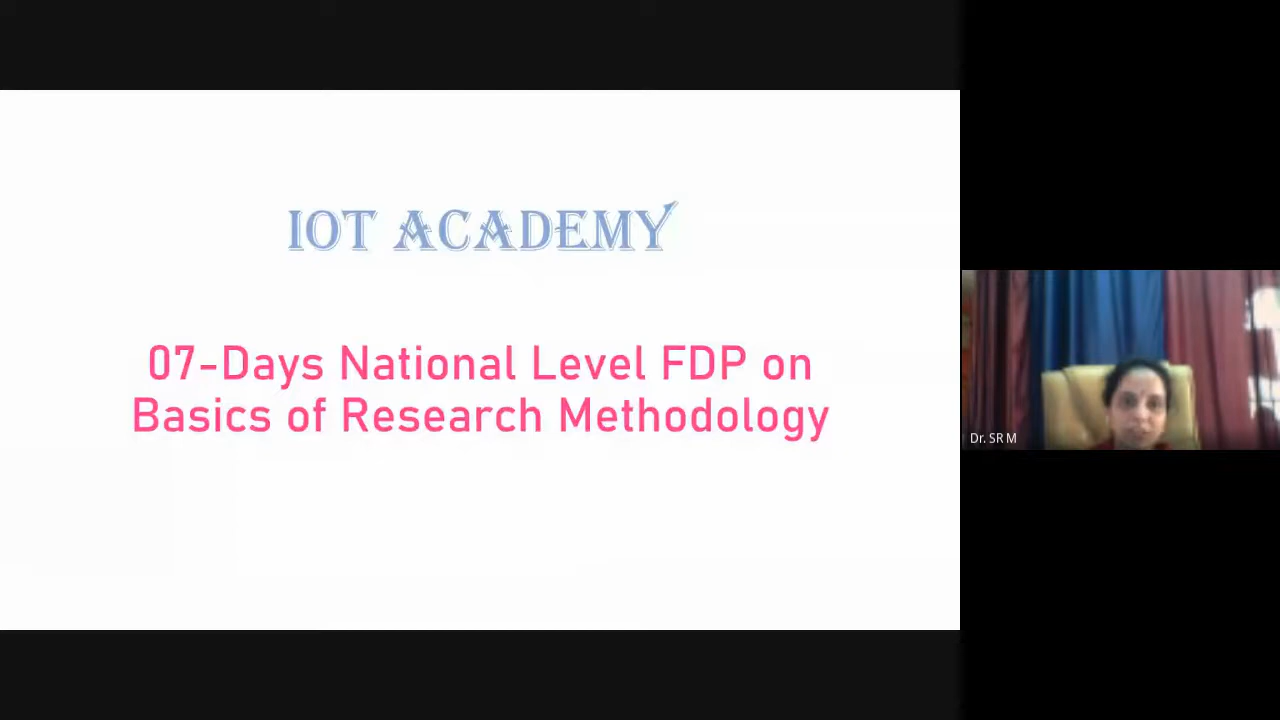 IOT ACADEMY
07-Days National Level FDP on
Basics of Research Methodology
Dr. SR M